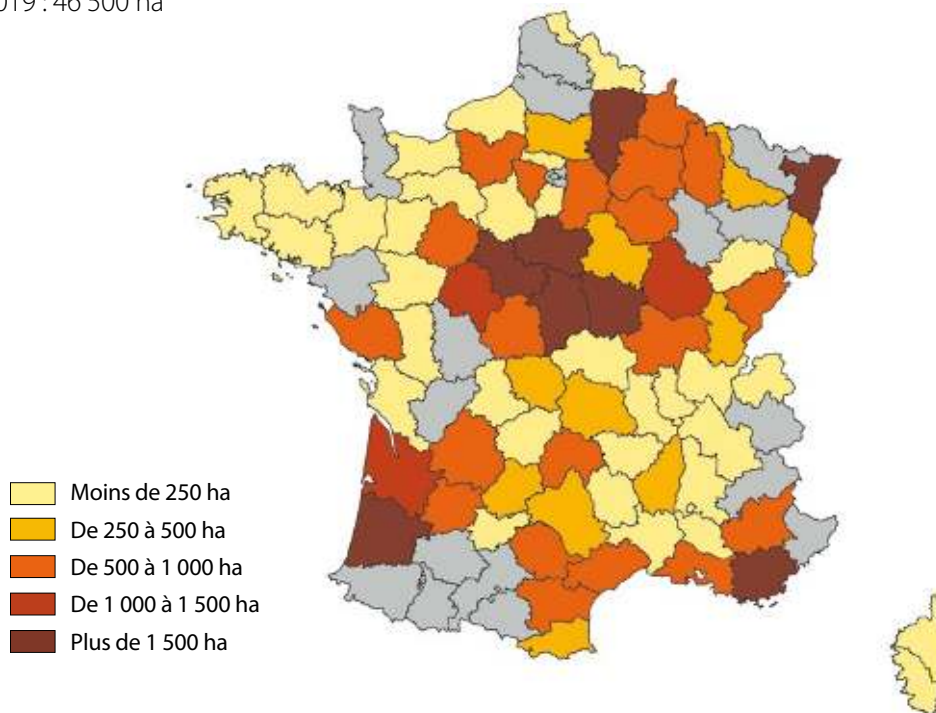 019 : 46 500 ha
Moins de 250 ha
De 250 à 500 ha
De 500 à 1 000 ha
De 1 000 à 1 500 ha
Plus de 1 500 ha